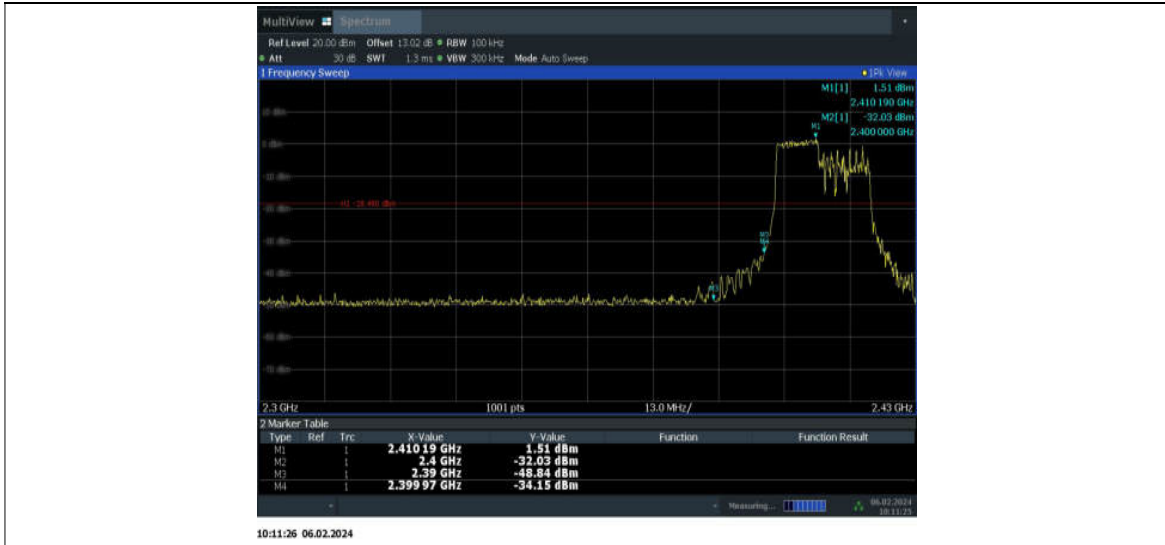 MultiView Spectrum
Ref Level 20.00 dBm Offset 13.02 dB RBW 100 kHz
Att 30 dB SWT 1.3 ms VBW 300 kHz Mode Auto Sweep
1 Frequency Sweep 1Pk View
M1[1] 1.51 dBm
2.410 190 GHz
M2[1] -32.03 dBm
2.400 000 GHz
M1
M4
M3
2.3 GHz 1001 pts 13.0 MHz/ 2.43 GHz
2 Marker Table
Type Ref Trc X-Value Y-Value Function Function Result
M1 1 2.410 19 GHz 1.51 dBm
M2 1 2.4 GHz -32.03 dBm
M3 1 2.39 GHz -48.84 dBm
M4 1 2.399 97 GHz -34.15 dBm
Measuring... 06.02.2024
10:11:25
10:11:26 06.02.2024